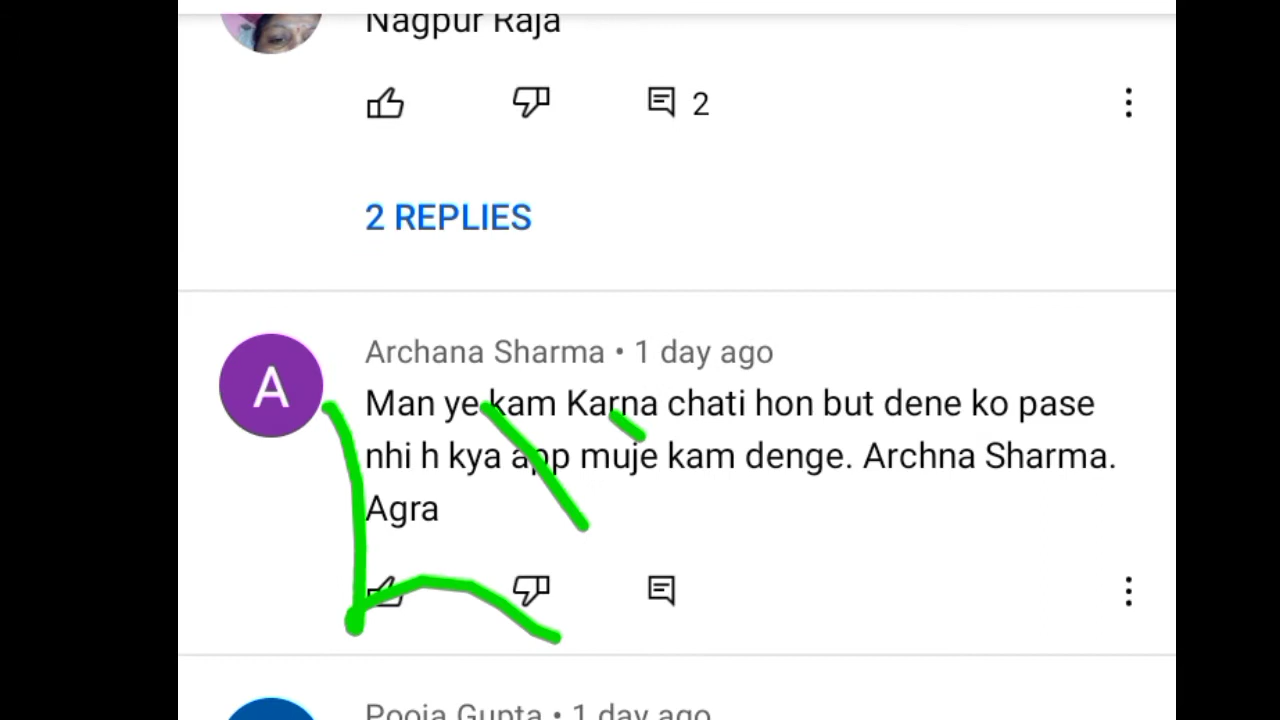 Nagpur Raja
2
2 REPLIES
A
Archana Sharma • 1 day ago
Man ye kam Karna chati hon but dene ko pase
nhi h kya app muje kam denge. Archna Sharma.
Agra
Pooja Gupta • 1 day ago